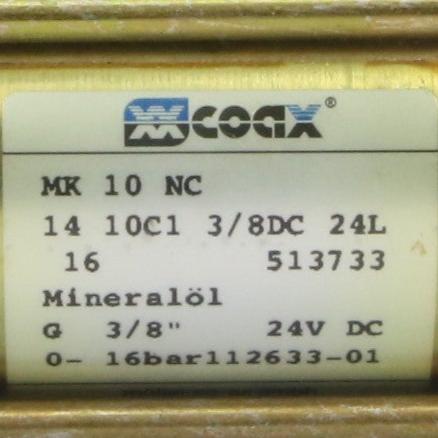 coax®
MK 10 NC
14 10C1 3/8DC 24L
16 513733
Mineralöl
G 3/8" 24V DC
0- 16bar112633-01